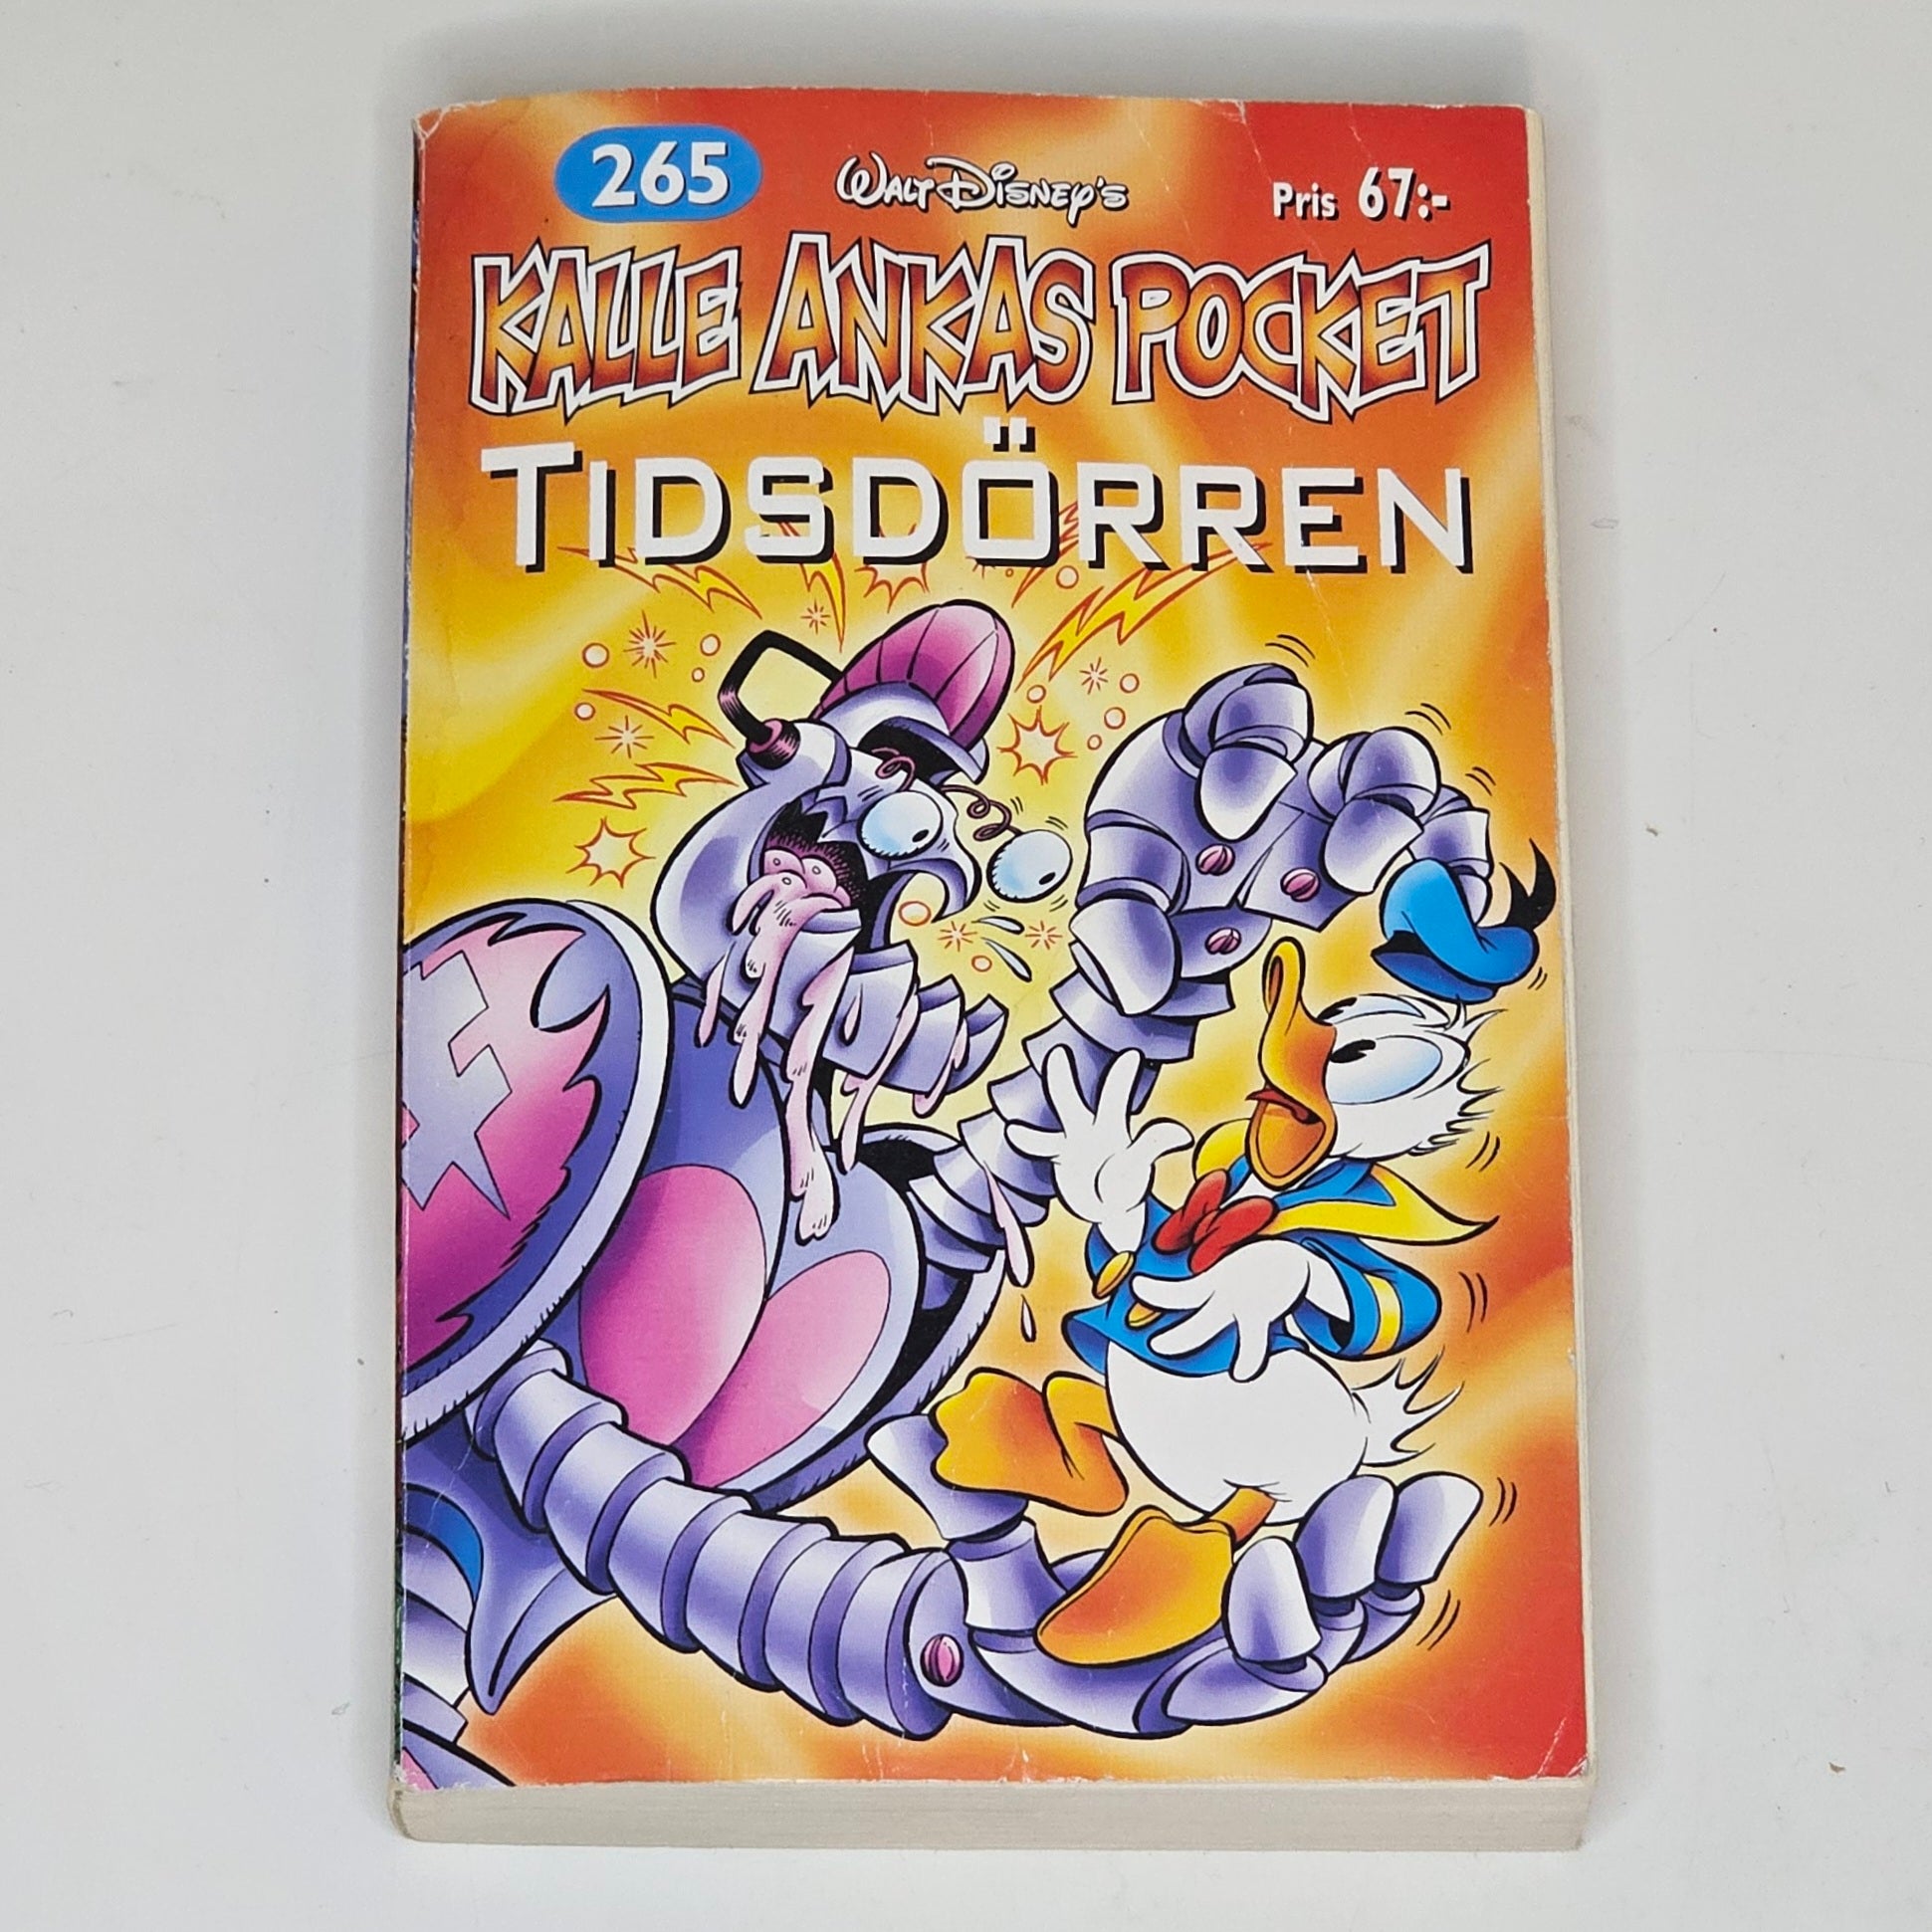 265
Walt Disney's
Pris 67:-
KALLE ANKAS POCKET
TIDSDÖRREN